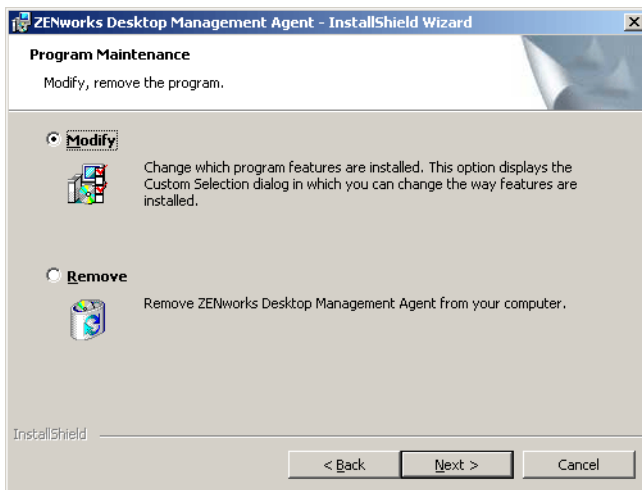 ZENworks Desktop Management Agent - InstallShield Wizard
Program Maintenance
Modify, remove the program.
Modify
Change which program features are installed. This option displays the
Custom Selection dialog in which you can change the way features are
installed.
Remove
Remove ZENworks Desktop Management Agent from your computer.
InstallShield
< Back
Next >
Cancel